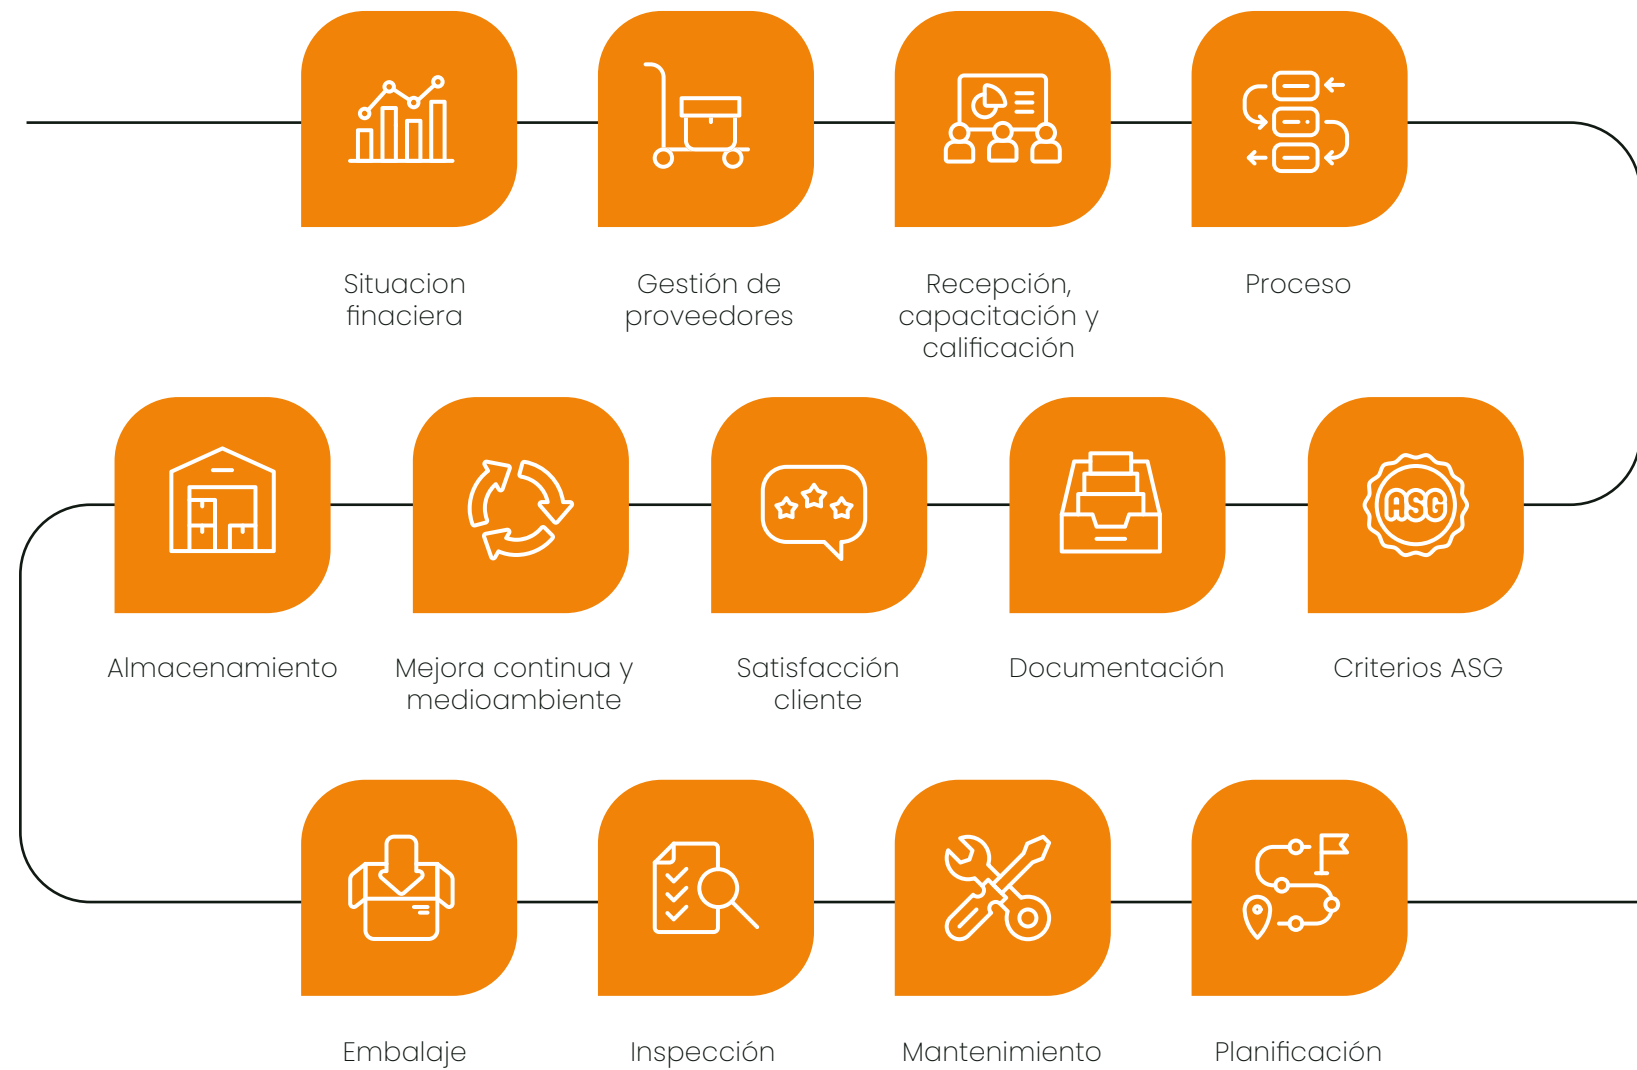 Situacion
finaciera
Gestión de
proveedores
Recepción,
capacitación y
calificación
Proceso
ASG
Almacenamiento
Mejora continua y
medioambiente
Satisfacción
cliente
Documentación
Criterios ASG
Embalaje
Inspección
Mantenimiento
Planificación